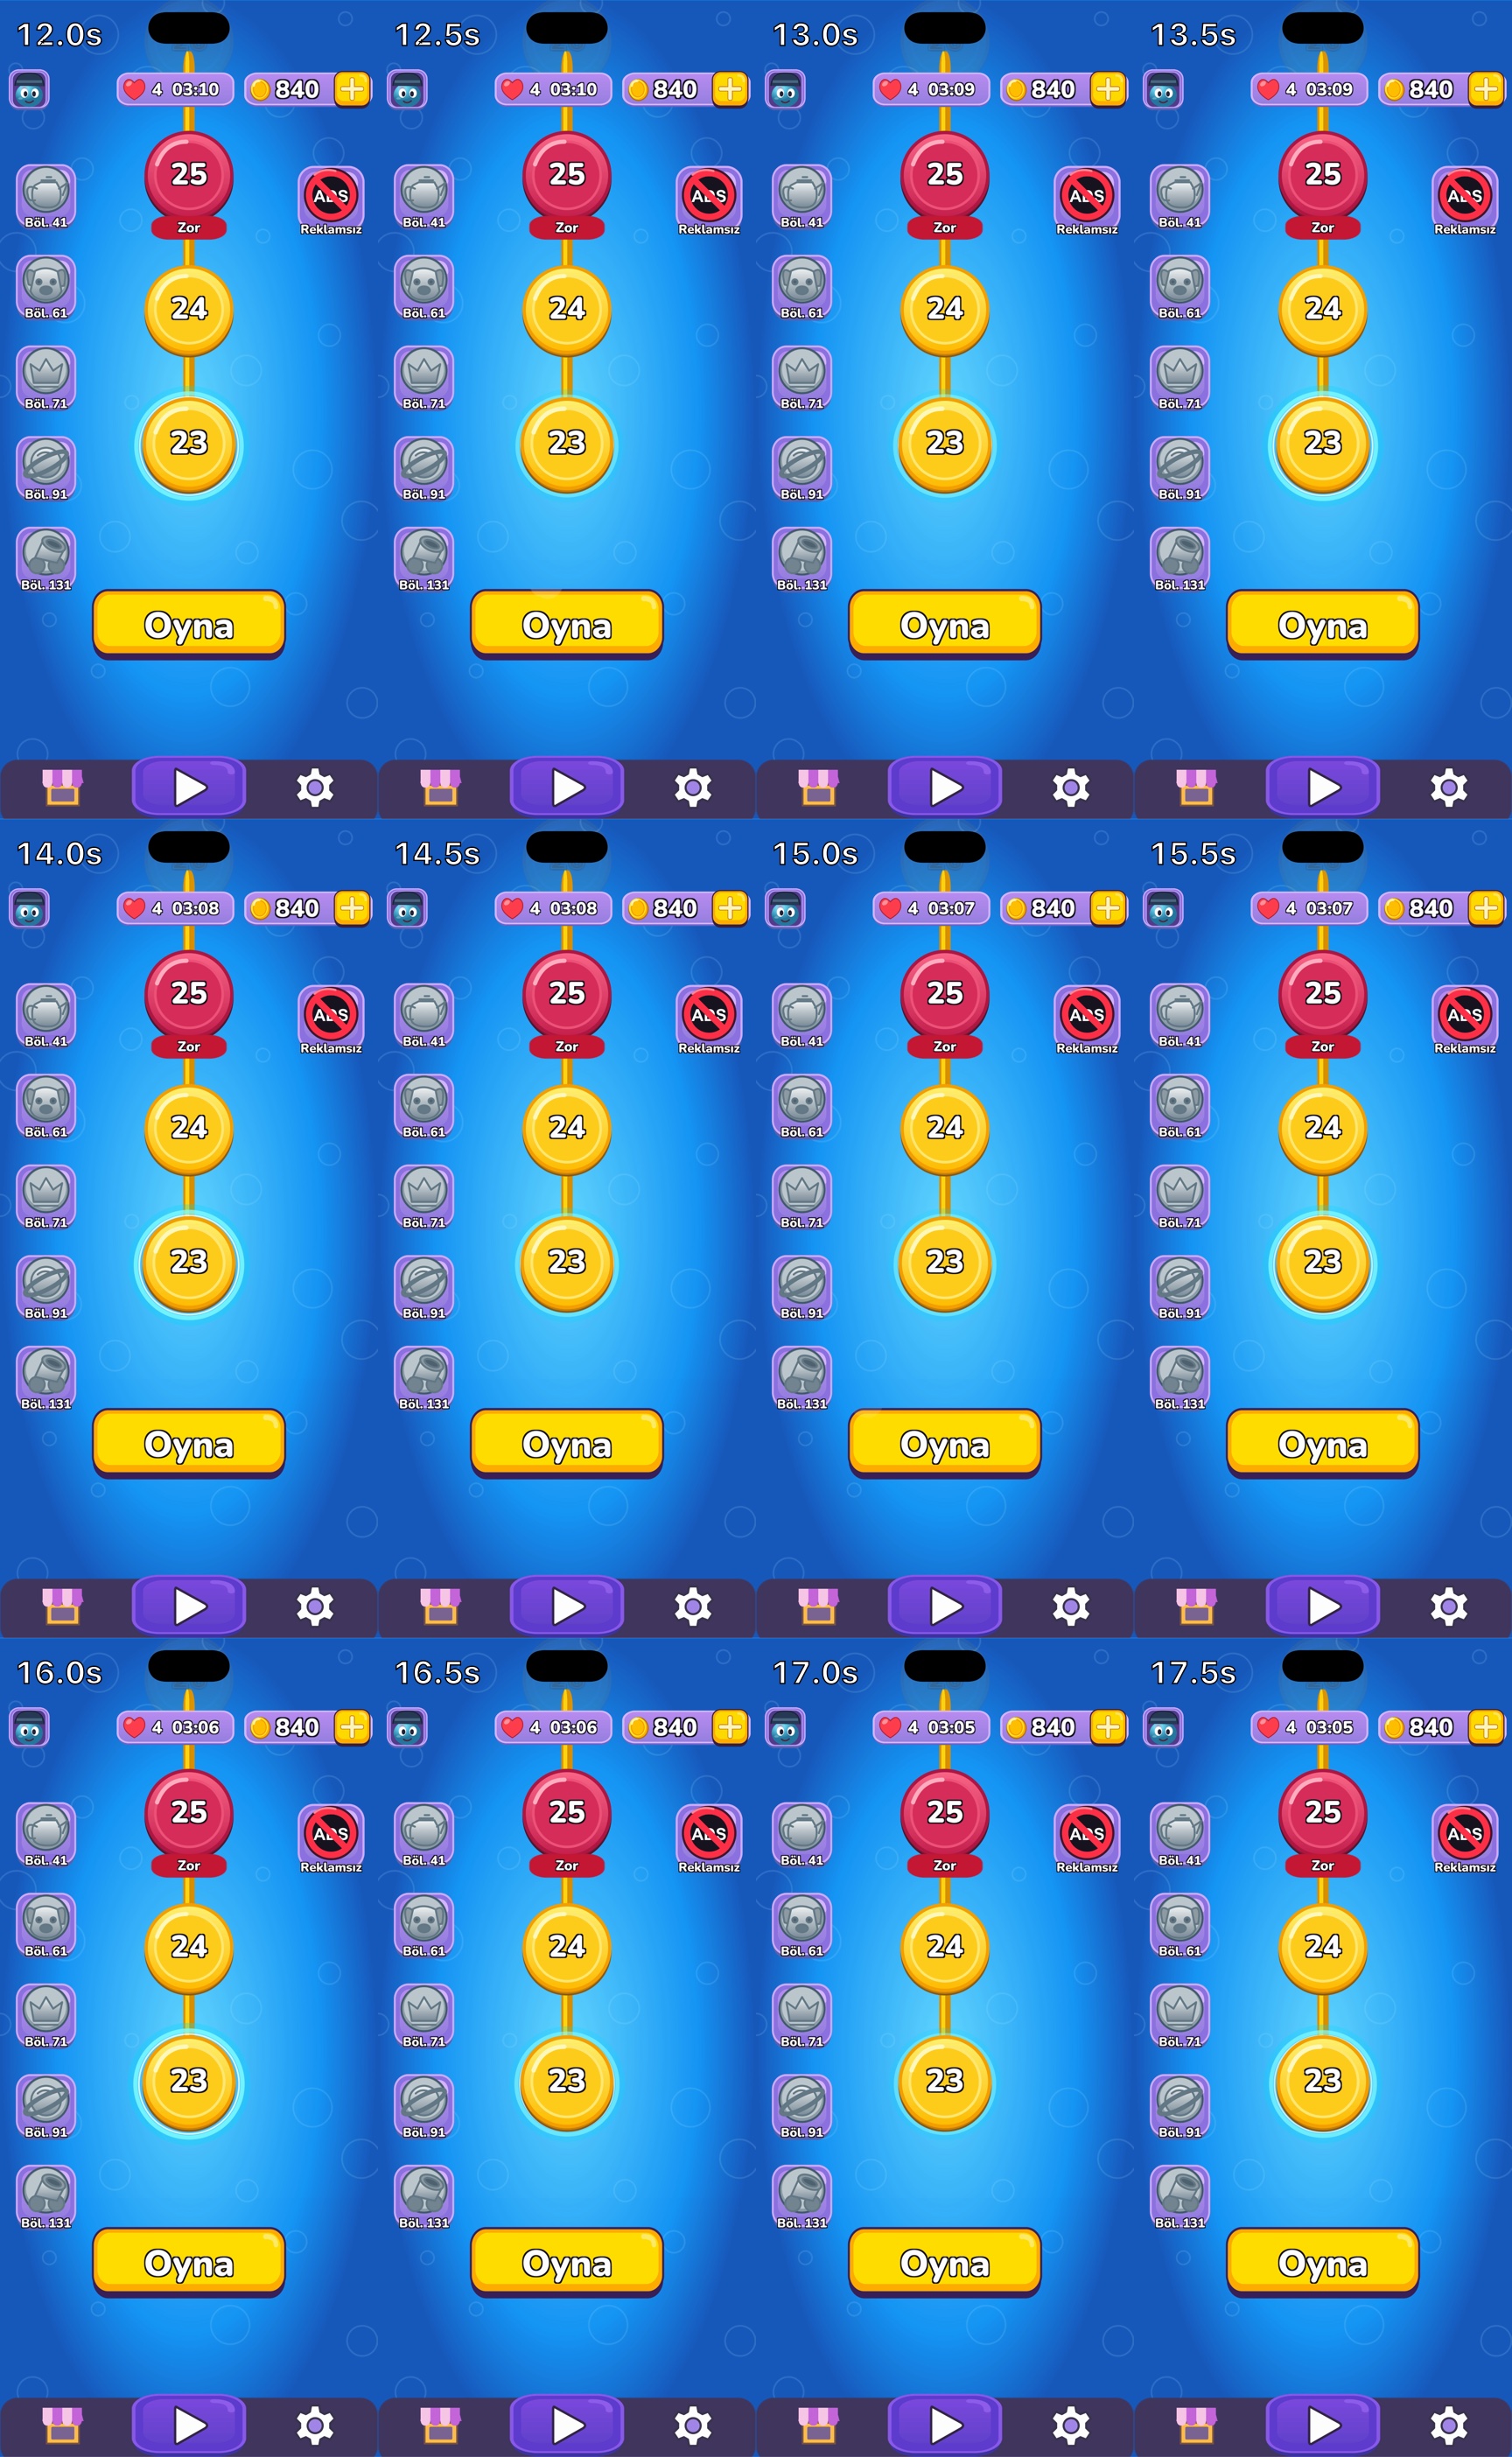 12.0s
4 03:10 840
25
ADS
Böl. 41
Zor
Reklamsız
24
Böl. 61
Böl. 71
23
Böl. 91
Böl. 131
Oyna
12.5s
4 03:10 840
25
ADS
Böl. 41
Zor
Reklamsız
24
Böl. 61
Böl. 71
23
Böl. 91
Böl. 131
Oyna
13.0s
4 03:09 840
25
ADS
Böl. 41
Zor
Reklamsız
24
Böl. 61
Böl. 71
23
Böl. 91
Böl. 131
Oyna
13.5s
4 03:09 840
25
ADS
Böl. 41
Zor
Reklamsız
24
Böl. 61
Böl. 71
23
Böl. 91
Böl. 131
Oyna
14.0s
4 03:08 840
25
ADS
Böl. 41
Zor
Reklamsız
24
Böl. 61
Böl. 71
23
Böl. 91
Böl. 131
Oyna
14.5s
4 03:08 840
25
ADS
Böl. 41
Zor
Reklamsız
24
Böl. 61
Böl. 71
23
Böl. 91
Böl. 131
Oyna
15.0s
4 03:07 840
25
ADS
Böl. 41
Zor
Reklamsız
24
Böl. 61
Böl. 71
23
Böl. 91
Böl. 131
Oyna
15.5s
4 03:07 840
25
ADS
Böl. 41
Zor
Reklamsız
24
Böl. 61
Böl. 71
23
Böl. 91
Böl. 131
Oyna
16.0s
4 03:06 840
25
ADS
Böl. 41
Zor
Reklamsız
24
Böl. 61
Böl. 71
23
Böl. 91
Böl. 131
Oyna
16.5s
4 03:06 840
25
ADS
Böl. 41
Zor
Reklamsız
24
Böl. 61
Böl. 71
23
Böl. 91
Böl. 131
Oyna
17.0s
4 03:05 840
25
ADS
Böl. 41
Zor
Reklamsız
24
Böl. 61
Böl. 71
23
Böl. 91
Böl. 131
Oyna
17.5s
4 03:05 840
25
ADS
Böl. 41
Zor
Reklamsız
24
Böl. 61
Böl. 71
23
Böl. 91
Böl. 131
Oyna